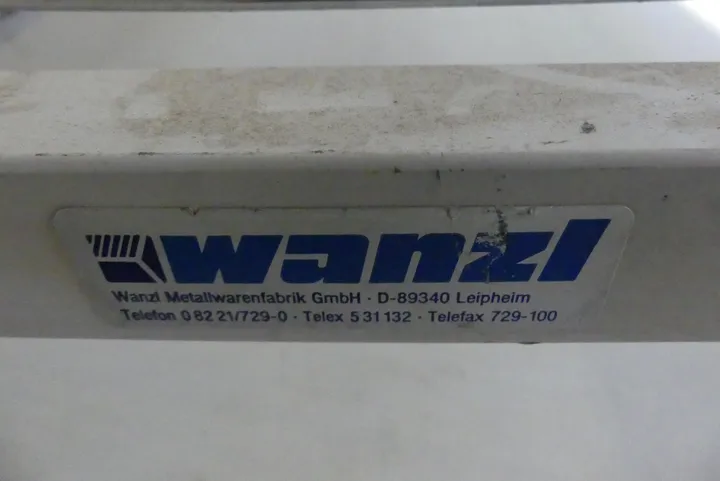 wanzl
Wanzl Metallwarenfabrik GmbH · D-89340 Leipheim
Telefon 0 82 21/729-0 · Telex 5 31 132 · Telefax 729-100